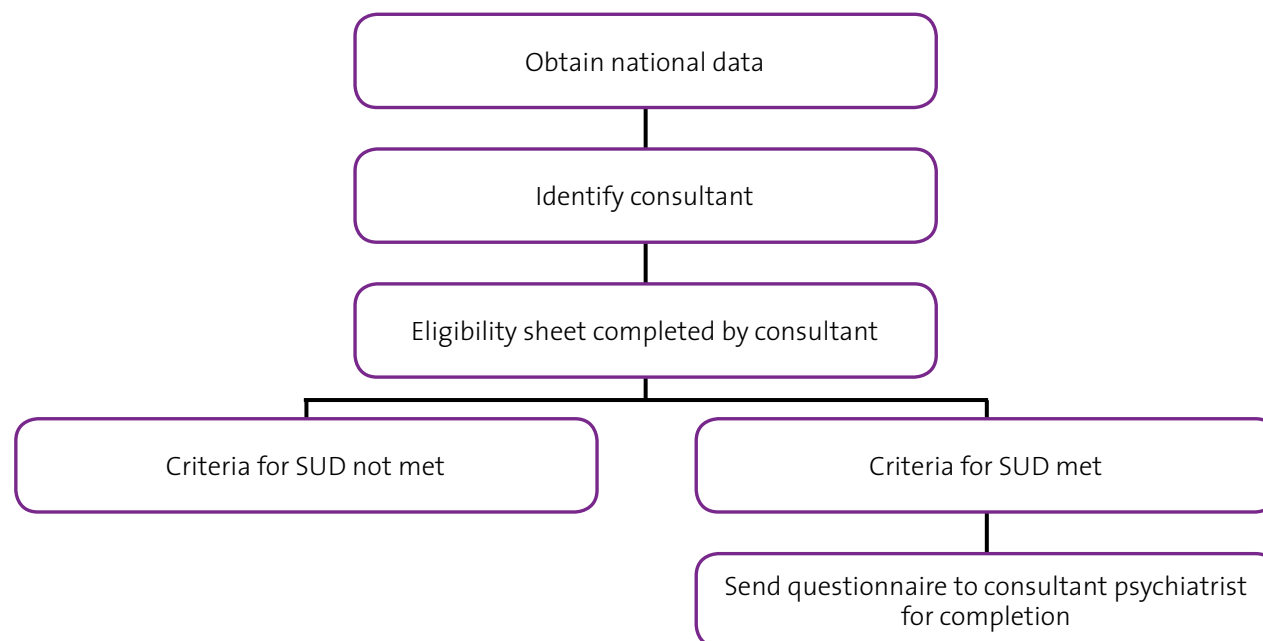 Obtain national data
Identify consultant
Eligibility sheet completed by consultant
Criteria for SUD not met
Criteria for SUD met
Send questionnaire to consultant psychiatrist
for completion